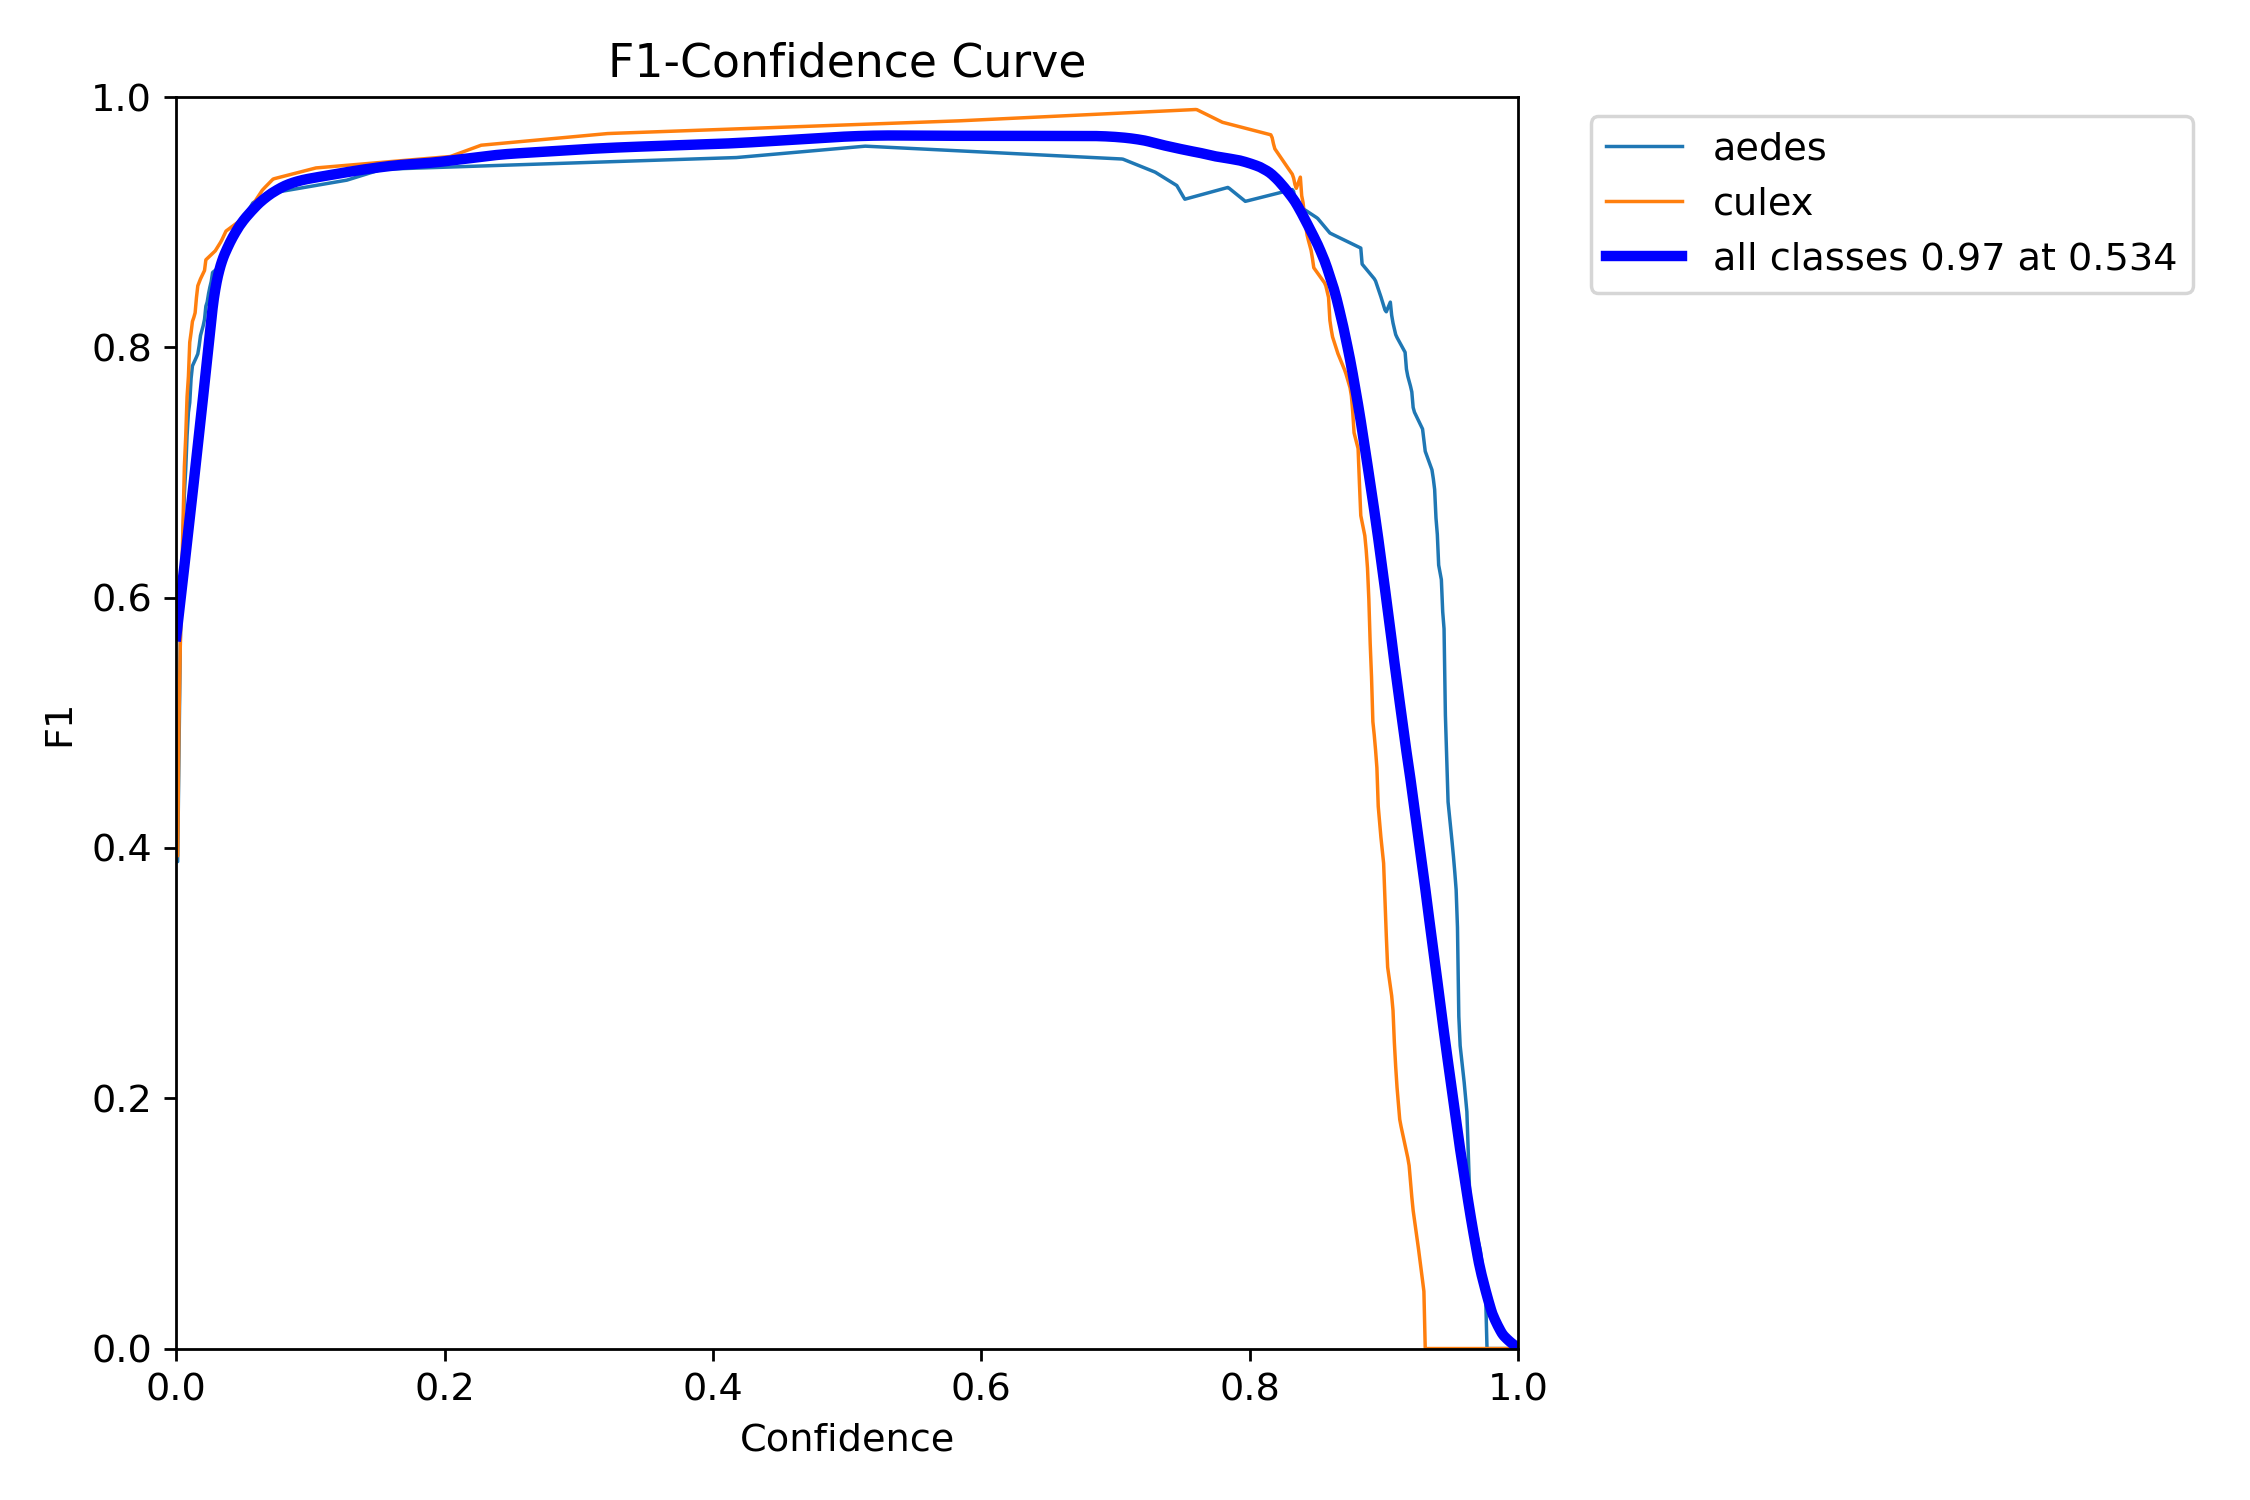 F1-Confidence Curve
1.0
0.8
0.6
0.4
0.2
0.0
F1
0.0 0.2 0.4 0.6 0.8 1.0
Confidence
aedes
culex
all classes 0.97 at 0.534